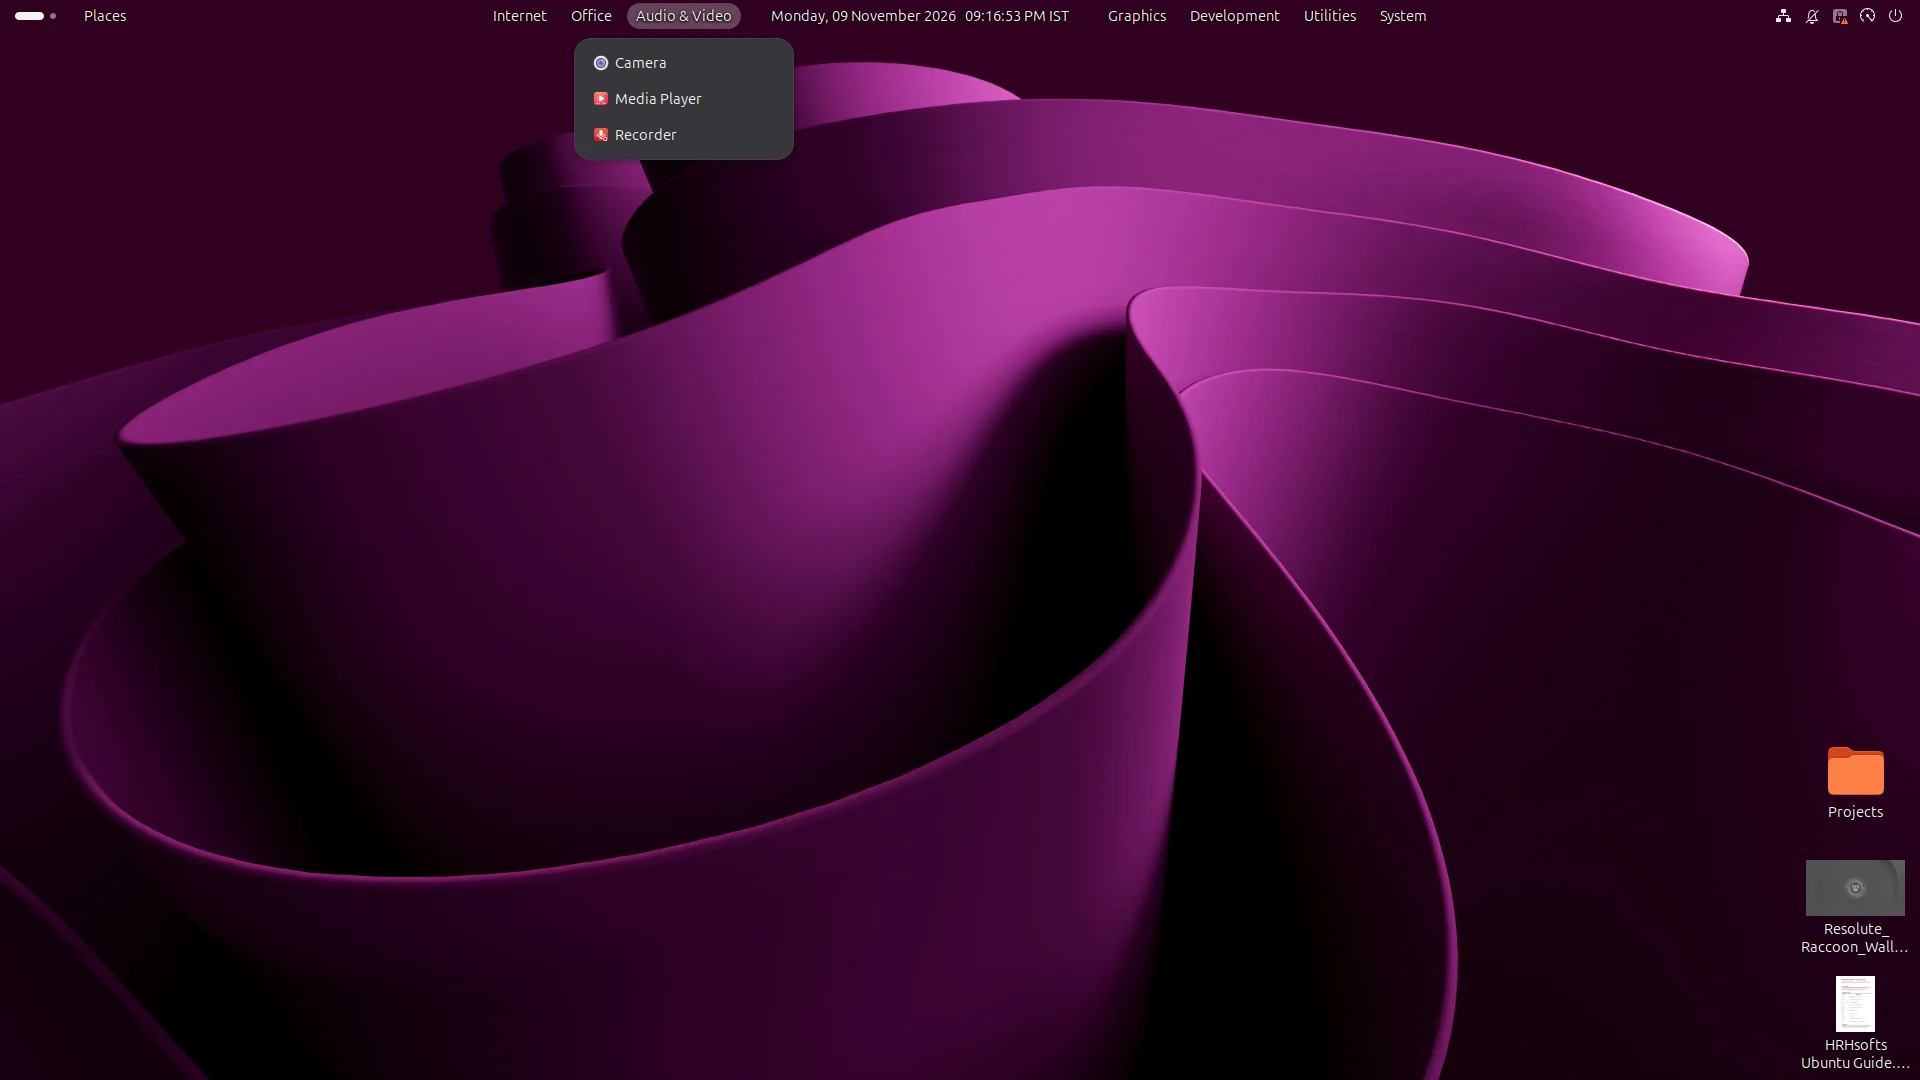 Places
Internet
Office
Audio & Video
Monday, 09 November 2026 09:16:53 PM IST
Graphics
Development
Utilities
System
Camera
Media Player
Recorder
Projects
Resolute_
Raccoon_Wall...
HRHsofts
Ubuntu Guide....